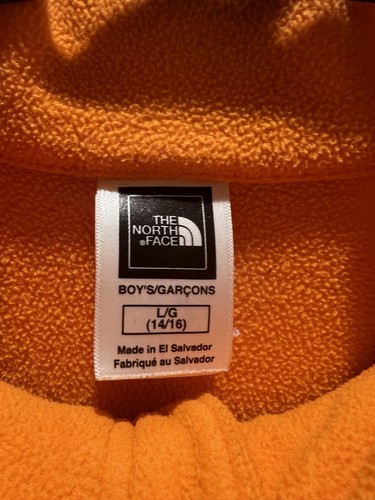 THE
NORTH
®FACE
BOY'S/GARÇONS
L/G
(14/16)
Made in El Salvador
Fabriqué au Salvador